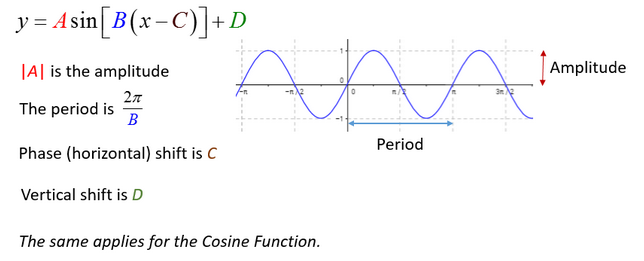 y = A sin[B(x − C)] + D
|A| is the amplitude
The period is 2π/B
Phase (horizontal) shift is C
Vertical shift is D
The same applies for the Cosine Function.
1
0
-π -π/2 0 π/2 π 3π/2
-1
Amplitude
Period